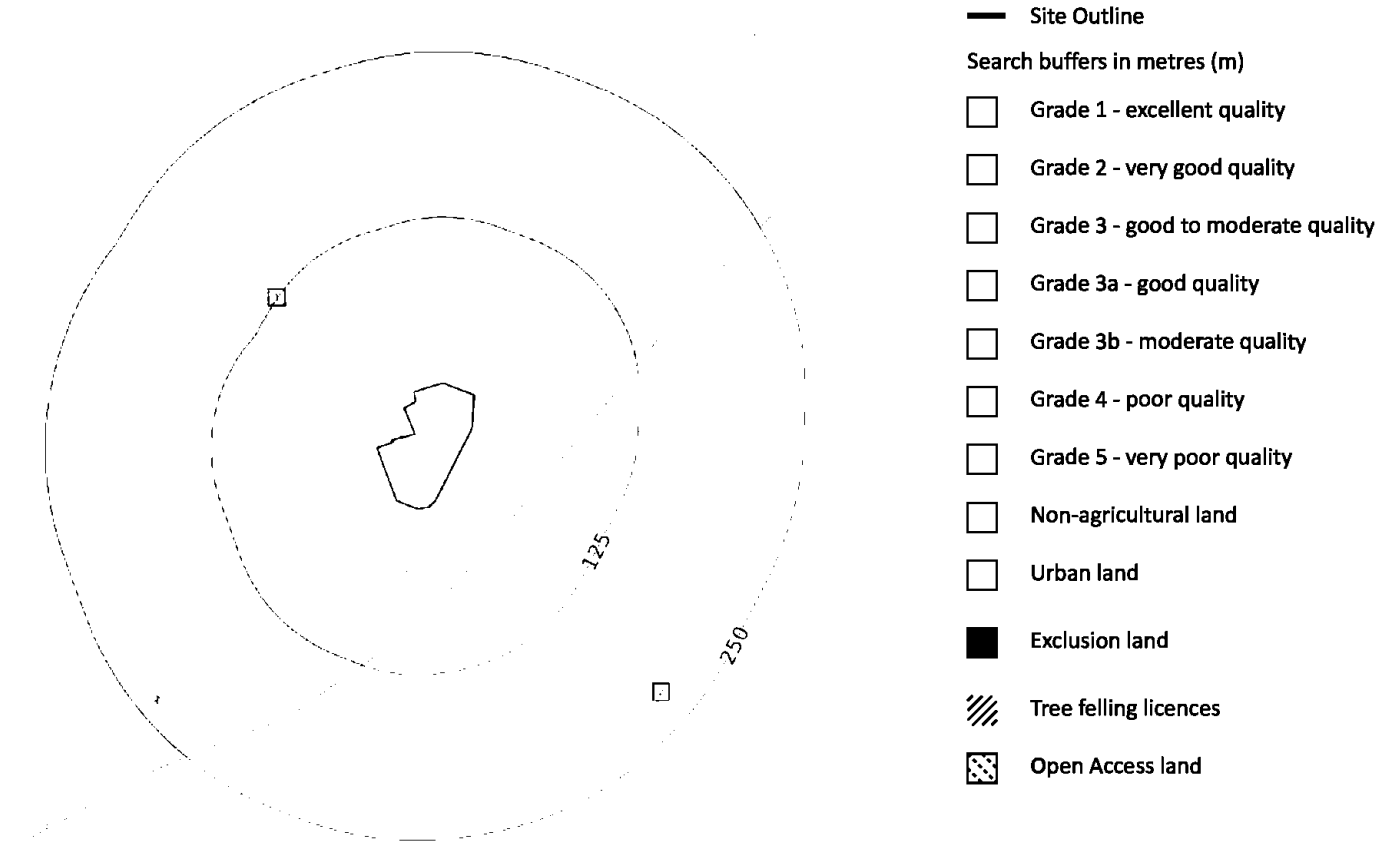 Site Outline
Search buffers in metres (m)
Grade 1 - excellent quality
Grade 2 - very good quality
Grade 3 - good to moderate quality
Grade 3a - good quality
Grade 3b - moderate quality
Grade 4 - poor quality
Grade 5 - very poor quality
Non-agricultural land
Urban land
Exclusion land
Tree felling licences
Open Access land
125
250